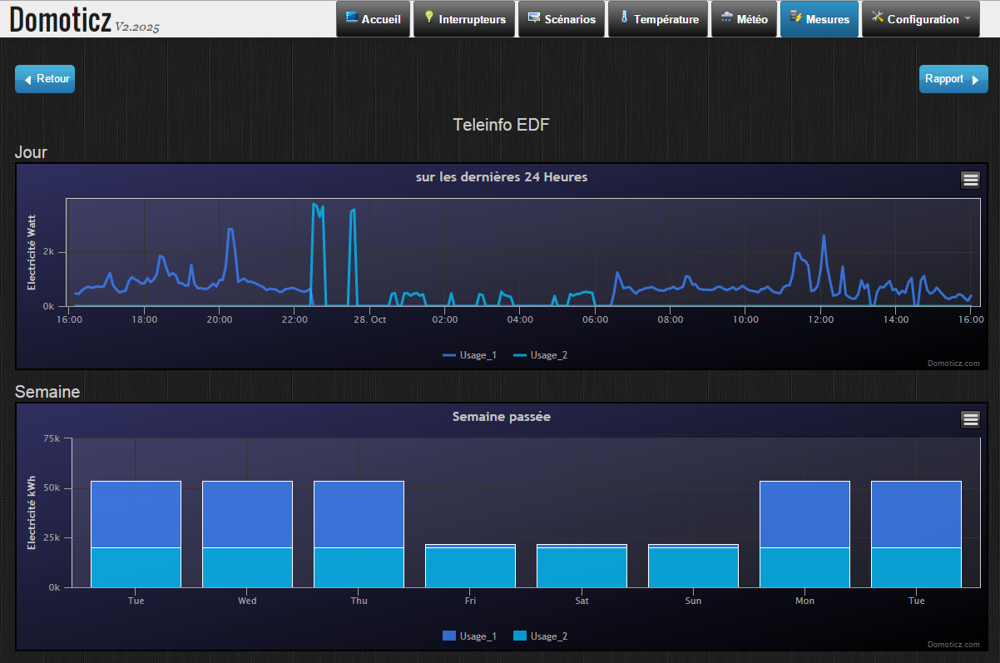 Domoticz V2.2025
Accueil Interrupteurs Scénarios Température Météo Mesures Configuration
Retour Rapport
Teleinfo EDF
Jour
sur les dernières 24 Heures
Electricité Watt
2k
0k
16:00 18:00 20:00 22:00 28. Oct 02:00 04:00 06:00 08:00 10:00 12:00 14:00 16:00
Usage_1 Usage_2
Domoticz.com
Semaine
Semaine passée
Electricité kWh
75k
50k
25k
0k
Tue Wed Thu Fri Sat Sun Mon Tue
Usage_1 Usage_2
Domoticz.com